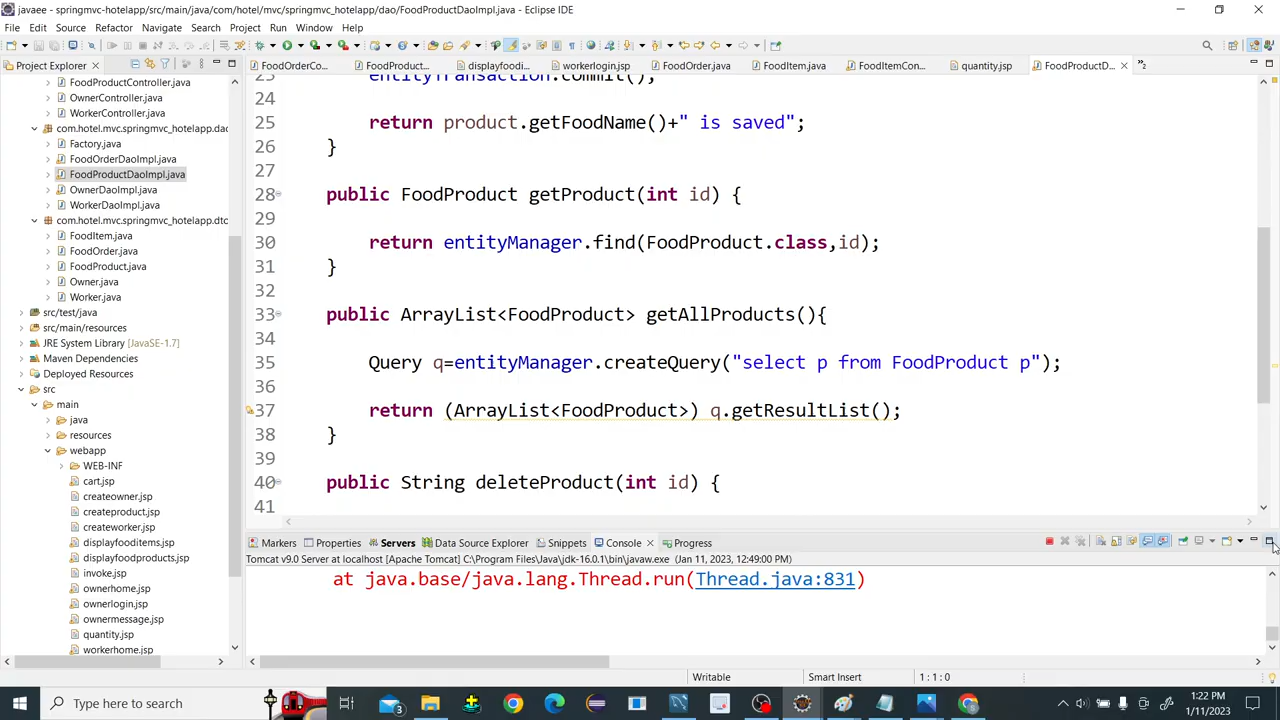 javaee - springmvc-hotelapp/src/main/java/com/hotel/mvc/springmvc_hotelapp/dao/FoodProductDaoImpl.java - Eclipse IDE
File Edit Source Refactor Navigate Search Project Run Window Help
Project Explorer
FoodOrderCo... FoodProduct... displayfoodi... workerlogin.jsp FoodOrder.java FoodItem.java FoodItemCon... quantity.jsp FoodProductD...
FoodProductController.java
OwnerController.java
WorkerController.java
com.hotel.mvc.springmvc_hotelapp.dao
Factory.java
FoodOrderDaoImpl.java
FoodProductDaoImpl.java
OwnerDaoImpl.java
WorkerDaoImpl.java
com.hotel.mvc.springmvc_hotelapp.dto
FoodItem.java
FoodOrder.java
FoodProduct.java
Owner.java
Worker.java
src/test/java
src/main/resources
JRE System Library [JavaSE-1.7]
Maven Dependencies
Deployed Resources
src
main
java
resources
webapp
WEB-INF
cart.jsp
createowner.jsp
createproduct.jsp
createworker.jsp
displayfooditems.jsp
displayfoodproducts.jsp
invoke.jsp
ownerhome.jsp
ownerlogin.jsp
ownermessage.jsp
quantity.jsp
workerhome.jsp
23 entityTransaction.commit();
24
25 return product.getFoodName()+" is saved";
26 }
27
28 public FoodProduct getProduct(int id) {
29
30 return entityManager.find(FoodProduct.class,id);
31 }
32
33 public ArrayList<FoodProduct> getAllProducts(){
34
35 Query q=entityManager.createQuery("select p from FoodProduct p");
36
37 return (ArrayList<FoodProduct>) q.getResultList();
38 }
39
40 public String deleteProduct(int id) {
41
Markers Properties Servers Data Source Explorer Snippets Console Progress
Tomcat v9.0 Server at localhost [Apache Tomcat] C:\Program Files\Java\jdk-16.0.1\bin\javaw.exe (Jan 11, 2023, 12:49:00 PM)
at java.base/java.lang.Thread.run(Thread.java:831)
Writable Smart Insert 1 : 1 : 0
Type here to search
3
1:22 PM
1/11/2023